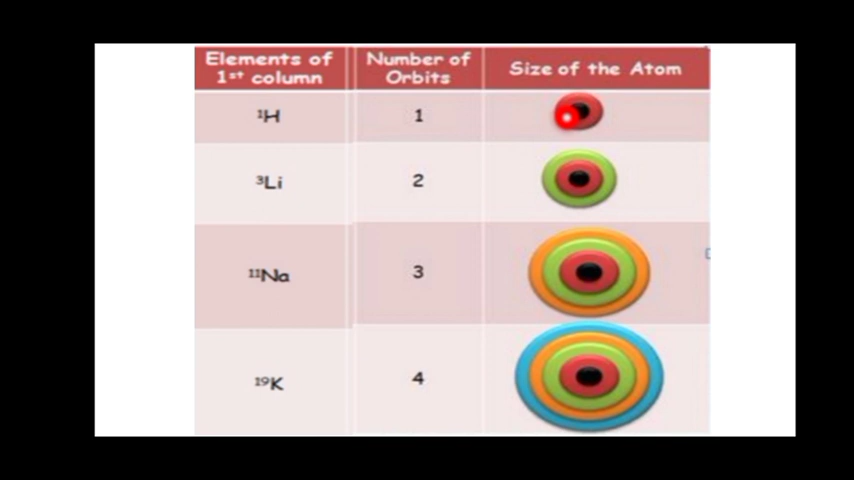 Elements of
1st column
Number of
Orbits
Size of the Atom
¹H
1
³Li
2
¹¹Na
3
¹⁹K
4